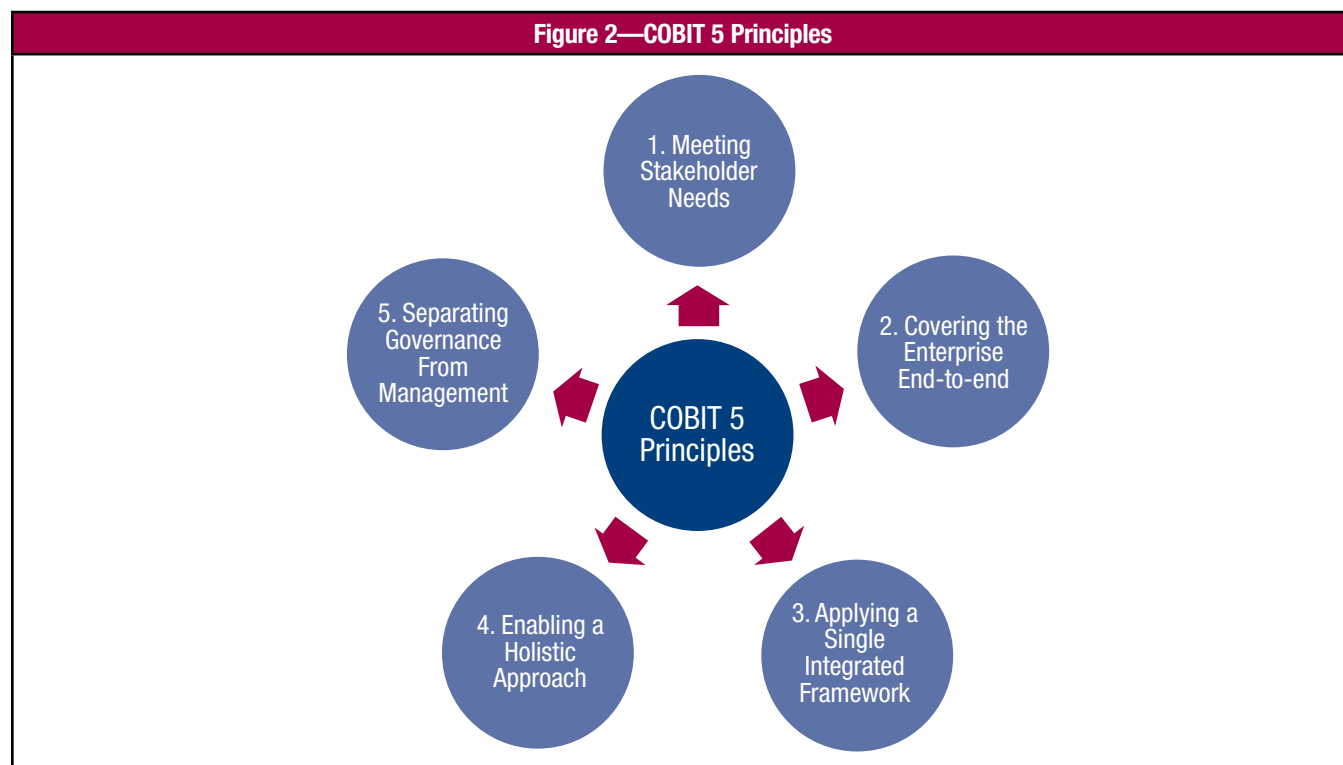 Figure 2—COBIT 5 Principles
1. Meeting
Stakeholder
Needs
2. Covering the
Enterprise
End-to-end
3. Applying a
Single
Integrated
Framework
4. Enabling a
Holistic
Approach
5. Separating
Governance
From
Management
COBIT 5
Principles